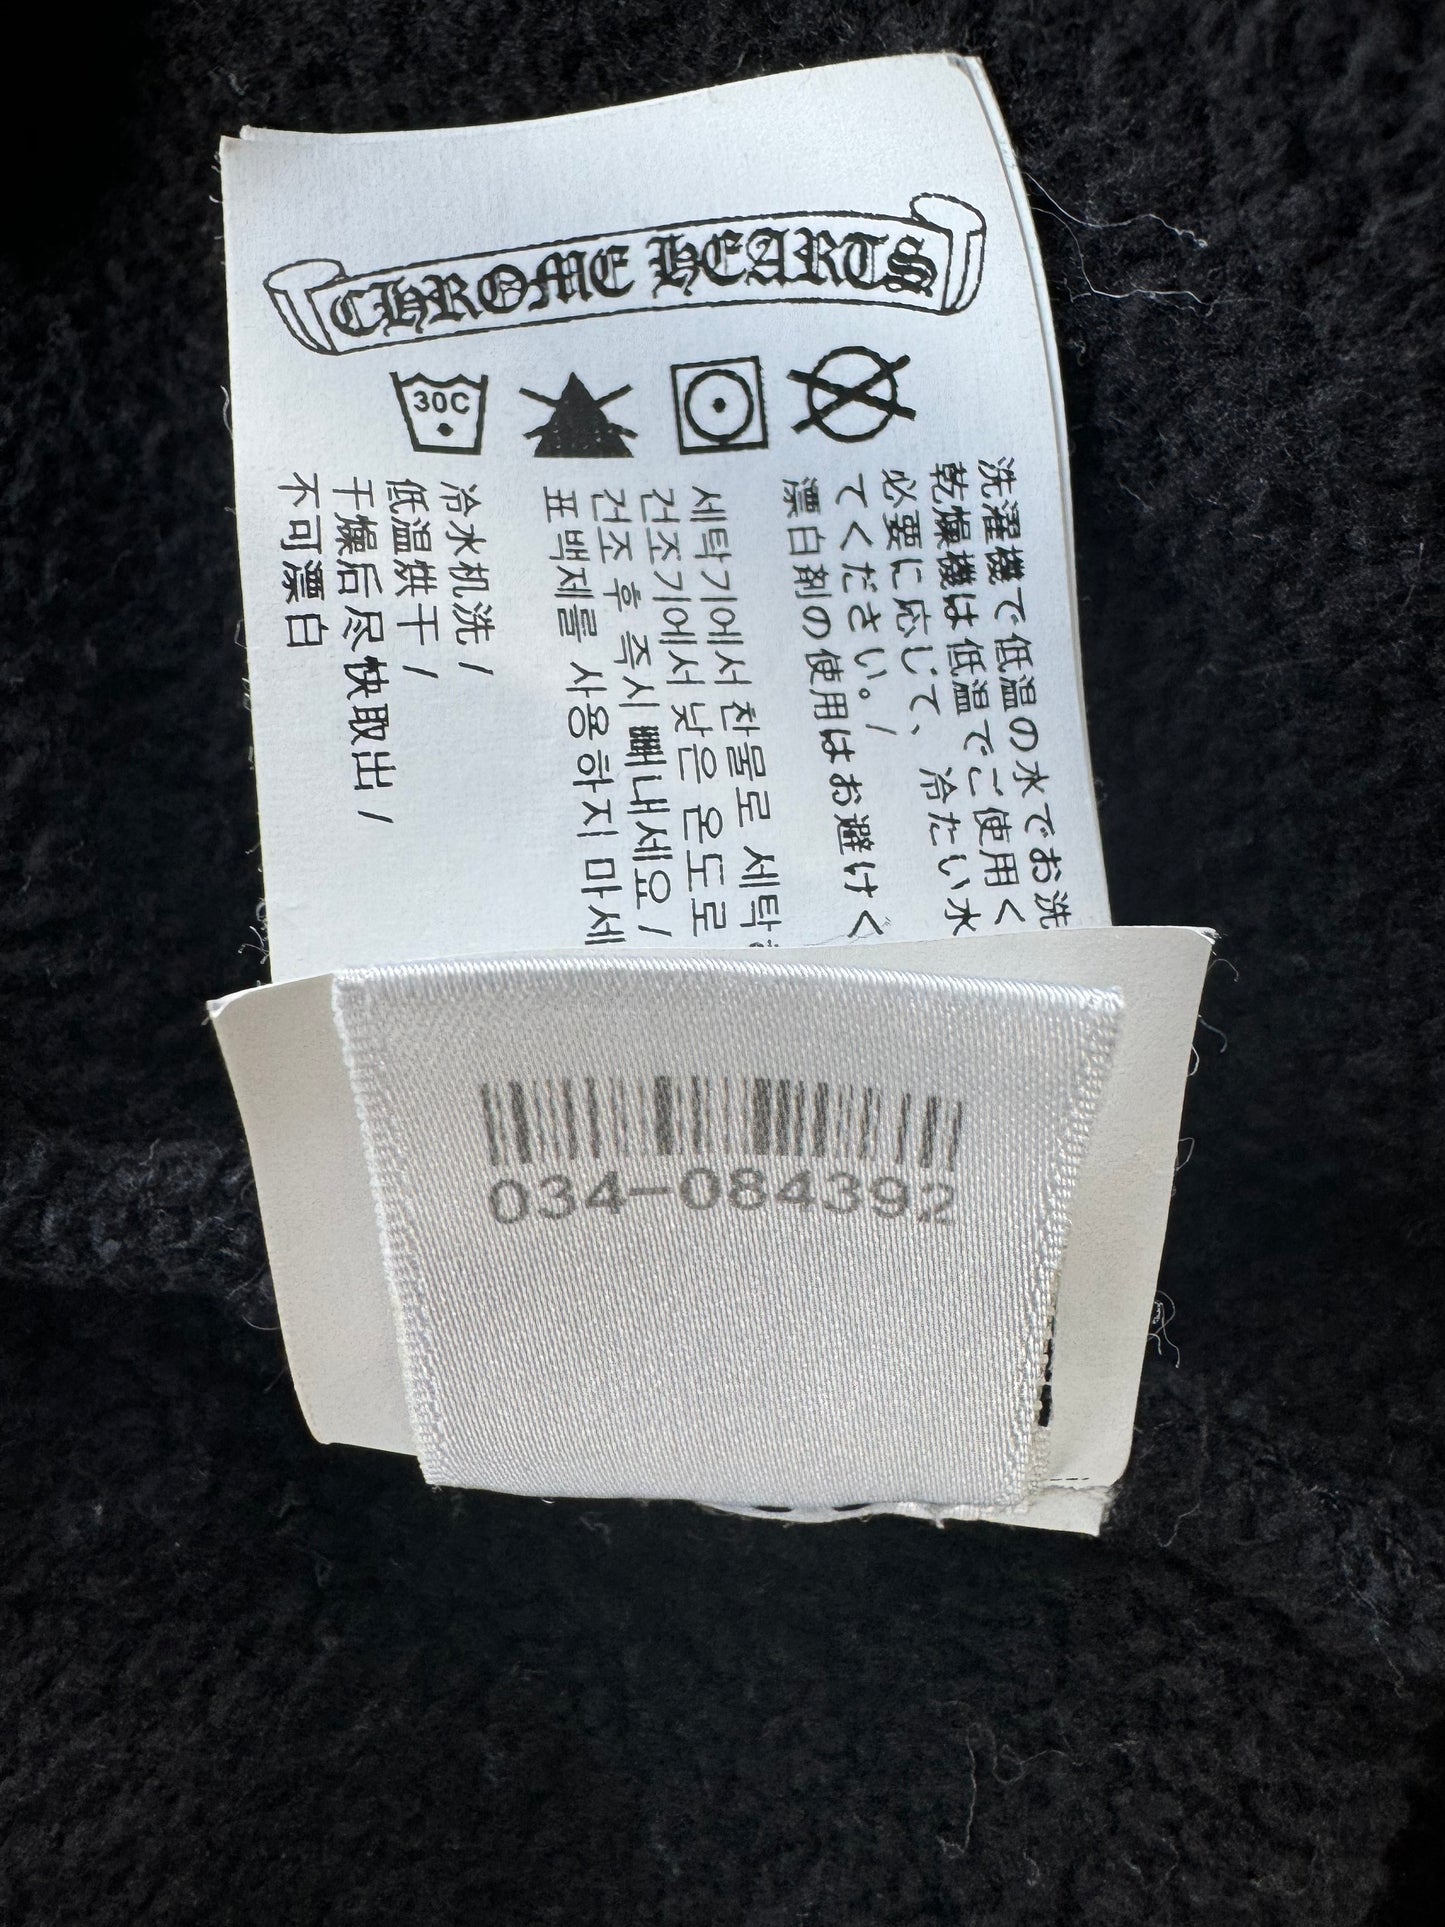 CHROME HEARTS
30C
洗濯機で低温の水でお洗
乾燥機は低温でご使用く
必要に応じて、冷たい水
てください。/
漂白剤の使用はお避けく
세탁기에서 찬물로 세탁
건조기에서 낮은 온도로
건조 후 즉시 빼내세요 /
표백제를 사용하지 마세
冷水机洗 /
低温烘干 /
干燥后尽快取出 /
不可漂白
034-084392